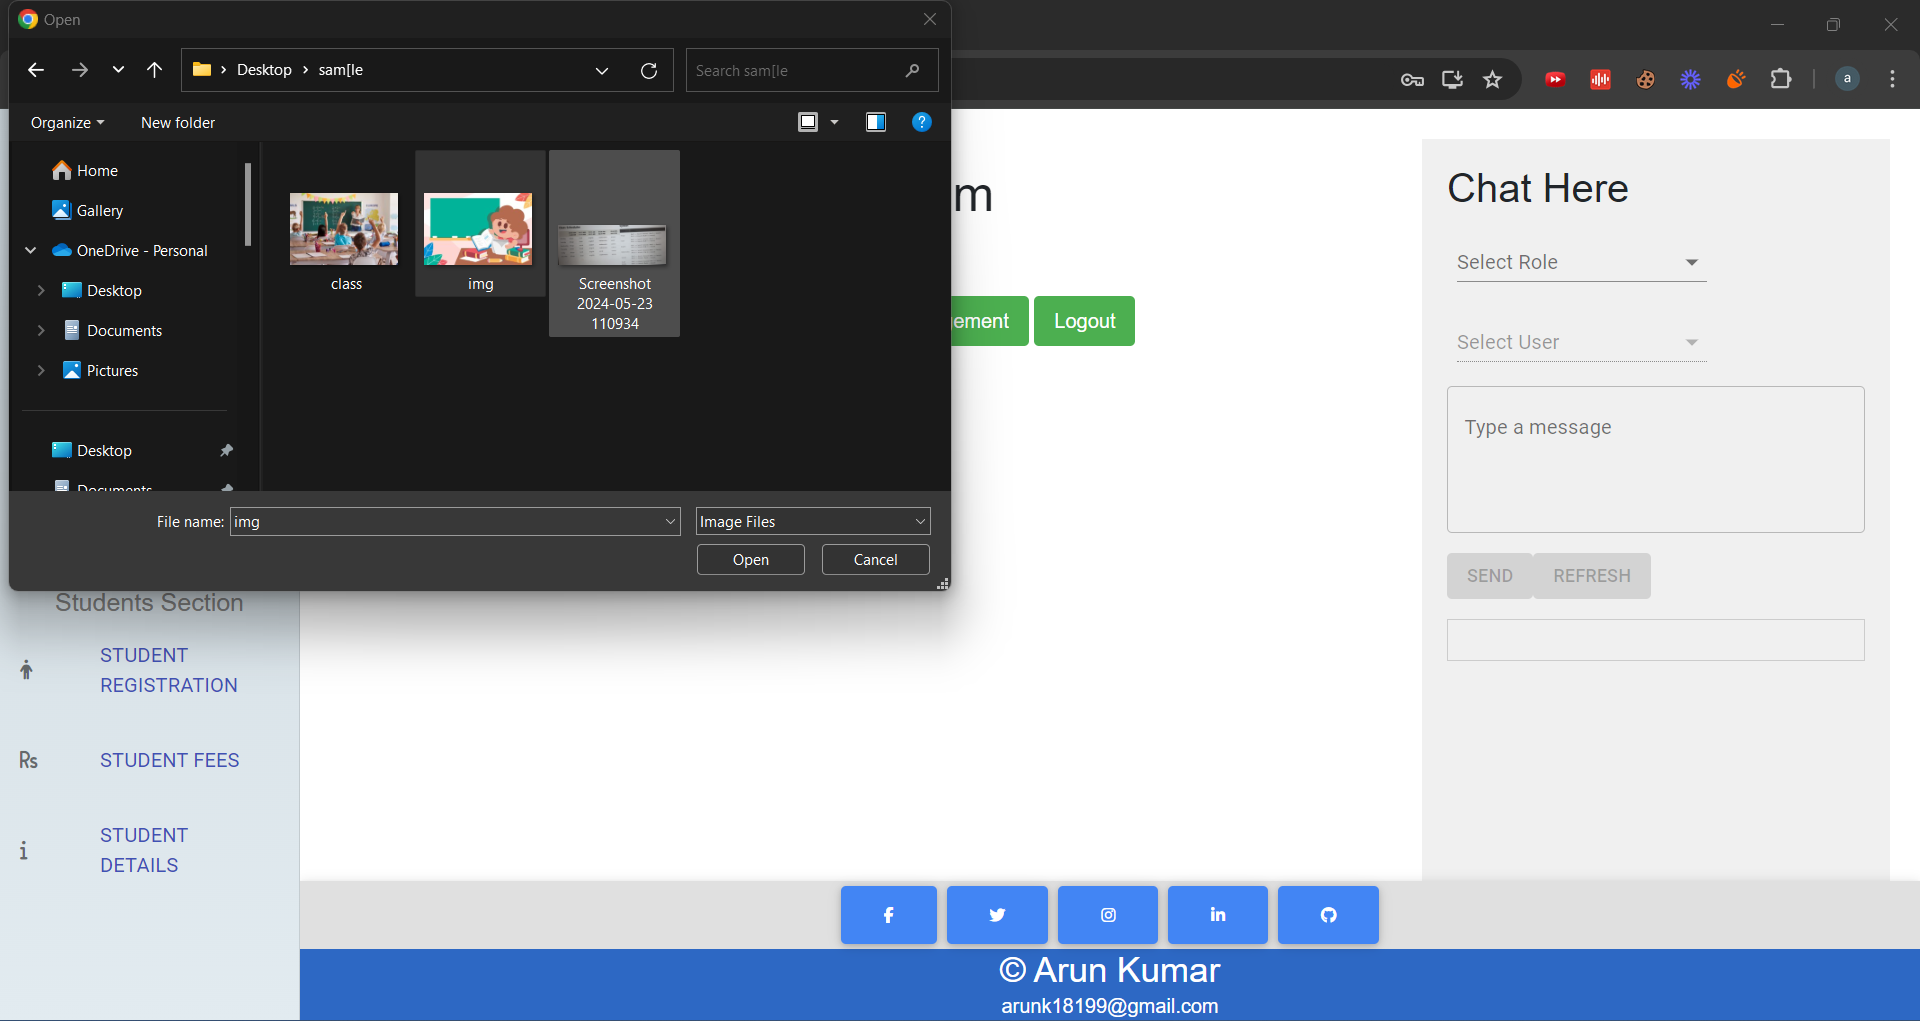 Open
Desktop > sam[le
Search sam[le
Organize
New folder
Home
Gallery
OneDrive - Personal
Desktop
Documents
Pictures
Desktop
Documents
class
img
Screenshot
2024-05-23
110934
File name:
img
Image Files
Open
Cancel
a
m
ement
Logout
Chat Here
Select Role
Select User
Type a message
SEND
REFRESH
Students Section
STUDENT
REGISTRATION
Rs
STUDENT FEES
STUDENT
DETAILS
© Arun Kumar
arunk18199@gmail.com